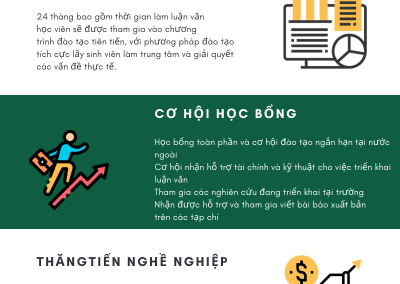 24 tháng bao gồm thời gian làm luận văn
học viên sẽ được tham gia vào chương
trình đào tạo tiên tiến, với phương pháp đào tạo
tích cực lấy sinh viên làm trung tâm và giải quyết
các vấn đề thực tế.
CƠ HỘI HỌC BỔNG
Học bổng toàn phần và cơ hội đào tạo ngắn hạn tại nước
ngoài
Cơ hội nhận hỗ trợ tài chính và kỹ thuật cho việc triển khai
luận văn
Tham gia các nghiên cứu đang triển khai tại trường
Nhận được hỗ trợ và tham gia viết bài báo xuất bản
trên các tạp chí
THĂNGTIẾN NGHỀ NGHIỆP
$